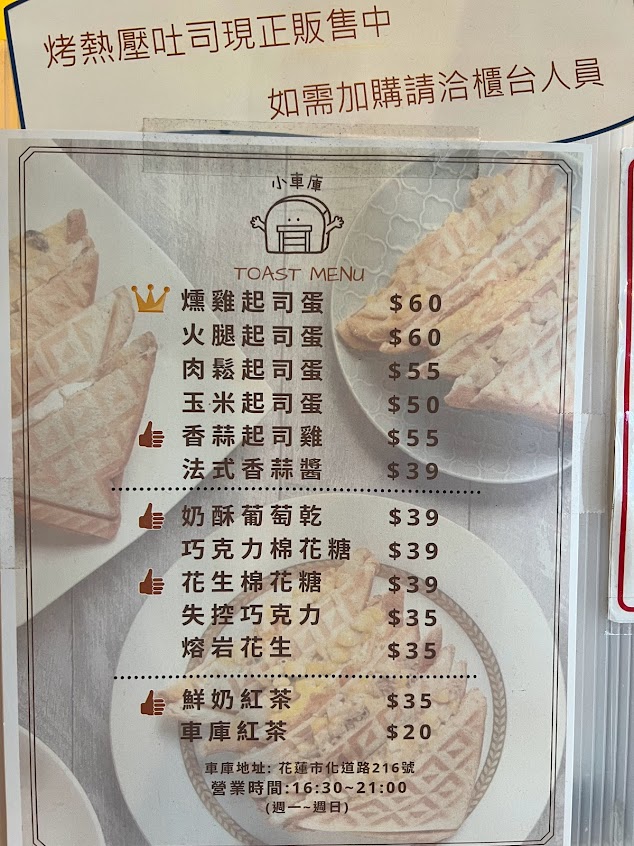 烤熱壓吐司現正販售中
如需加購請洽櫃台人員
小車庫
TOAST MENU
燻雞起司蛋 $60
火腿起司蛋 $60
肉鬆起司蛋 $55
玉米起司蛋 $50
香蒜起司雞 $55
法式香蒜醬 $39
奶酥葡萄乾 $39
巧克力棉花糖 $39
花生棉花糖 $39
失控巧克力 $35
熔岩花生 $35
鮮奶紅茶 $35
車庫紅茶 $20
車庫地址: 花蓮市化道路216號
營業時間:16:30~21:00
(週一~週日)